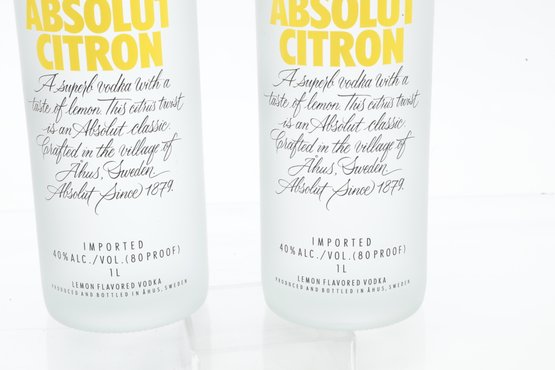 ABSOLUT
CITRON
A superb vodka with a
taste of lemon. This citrus twist
is an Absolut classic.
Crafted in the village of
Åhus, Sweden.
Absolut Since 1879.
IMPORTED
40% ALC./VOL. (80 PROOF)
1L
LEMON FLAVORED VODKA
PRODUCED AND BOTTLED IN ÅHUS, SWEDEN
ABSOLUT
CITRON
A superb vodka with a
taste of lemon. This citrus twist
is an Absolut classic.
Crafted in the village of
Åhus, Sweden.
Absolut Since 1879.
IMPORTED
40% ALC./VOL. (80 PROOF)
1L
LEMON FLAVORED VODKA
PRODUCED AND BOTTLED IN ÅHUS, SWEDEN